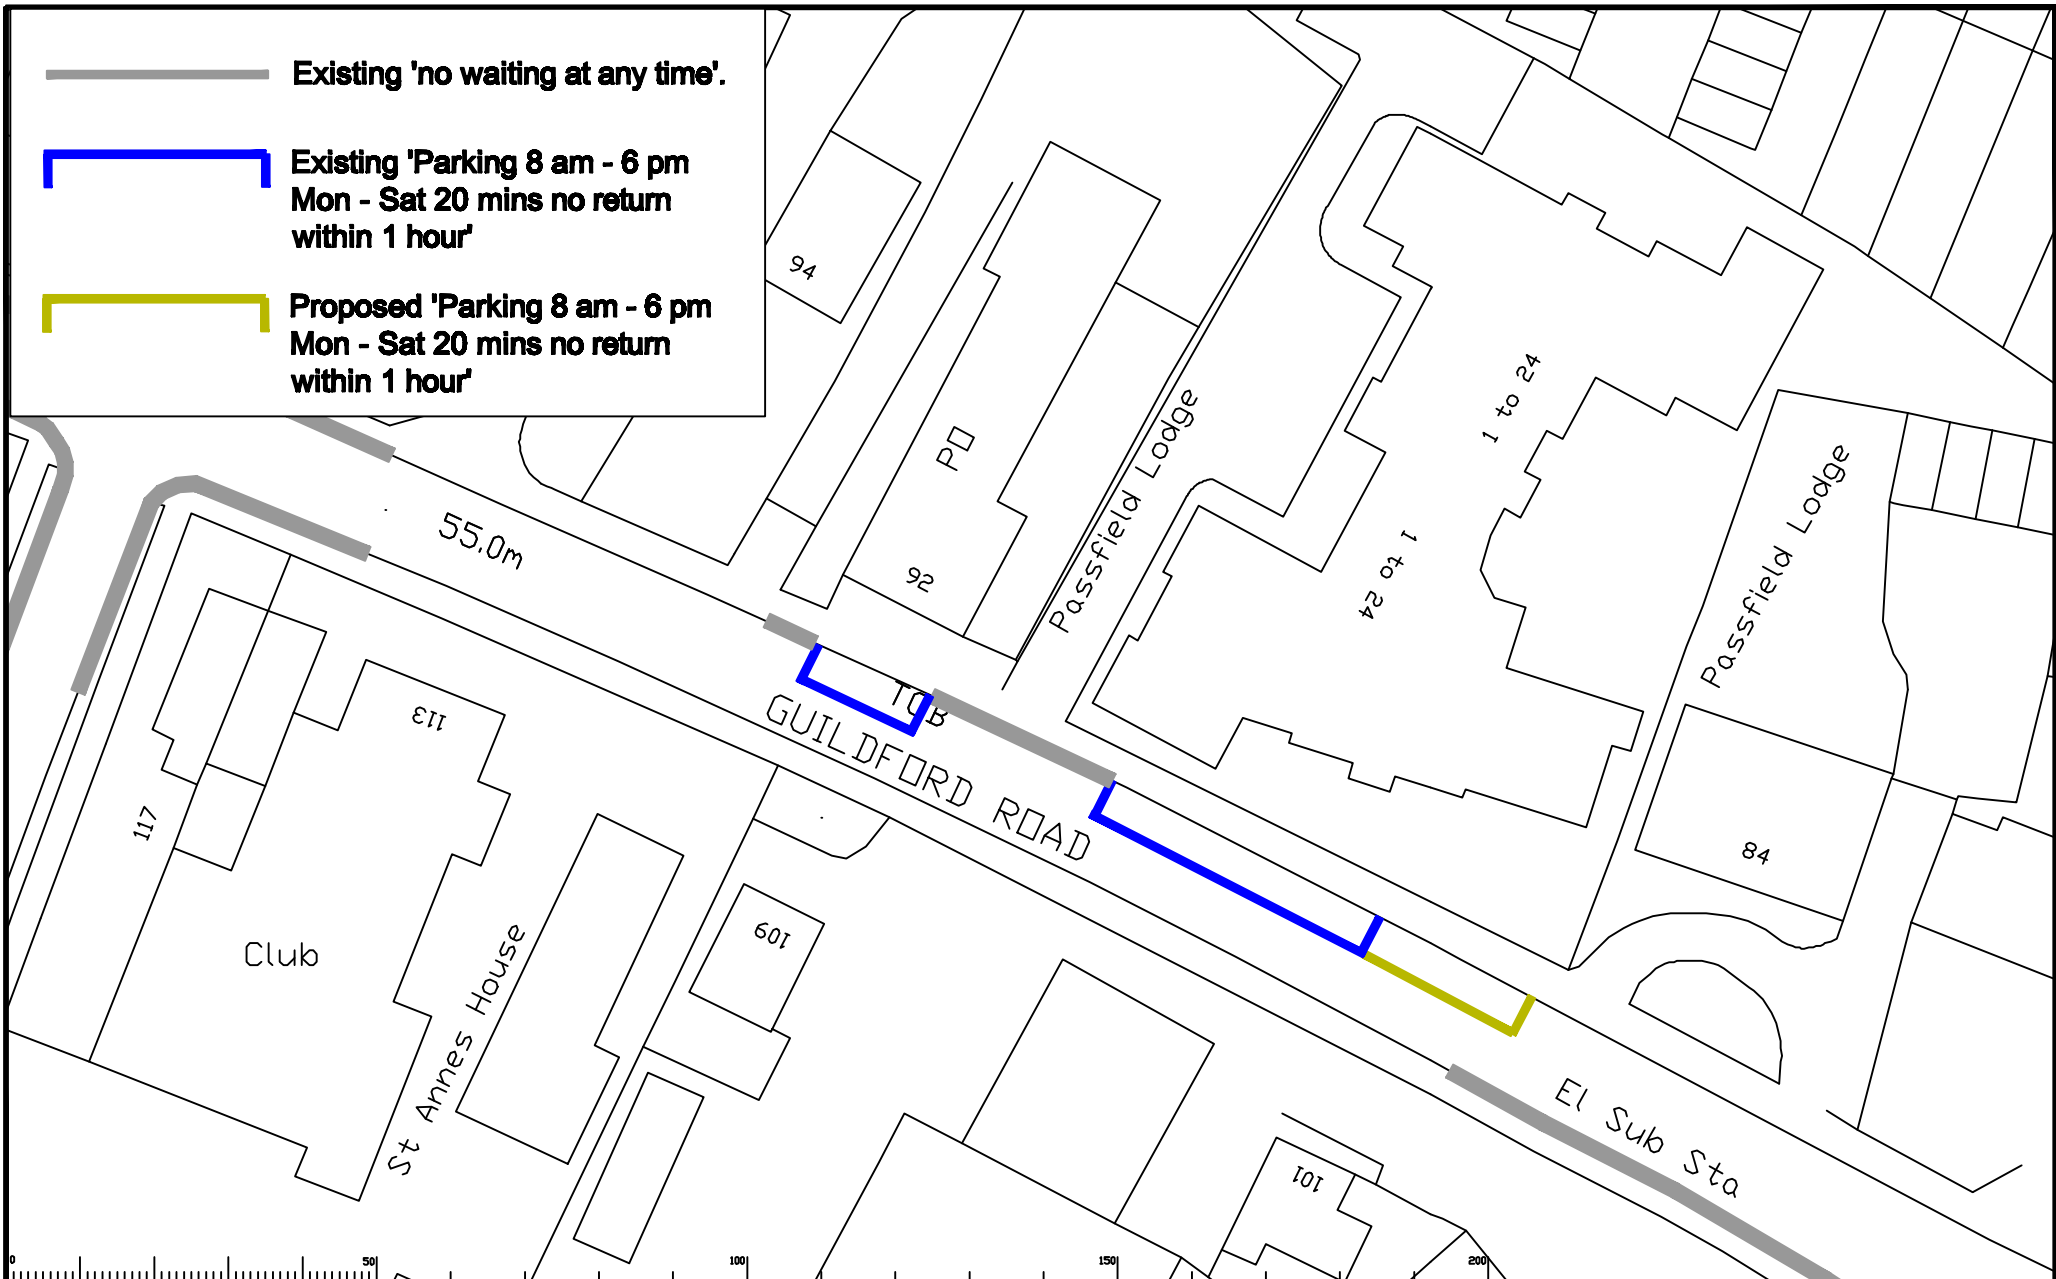 Existing 'no waiting at any time'.
Existing 'Parking 8 am - 6 pm
Mon - Sat 20 mins no return
within 1 hour'
Proposed 'Parking 8 am - 6 pm
Mon - Sat 20 mins no return
within 1 hour'
94
PO
92
Passfield Lodge
1 to 24
1 to 24
Passfield Lodge
84
55.0m
TCB
GUILDFORD ROAD
113
117
Club
St Annes House
109
101
El Sub Sta
0
50
100
150
200